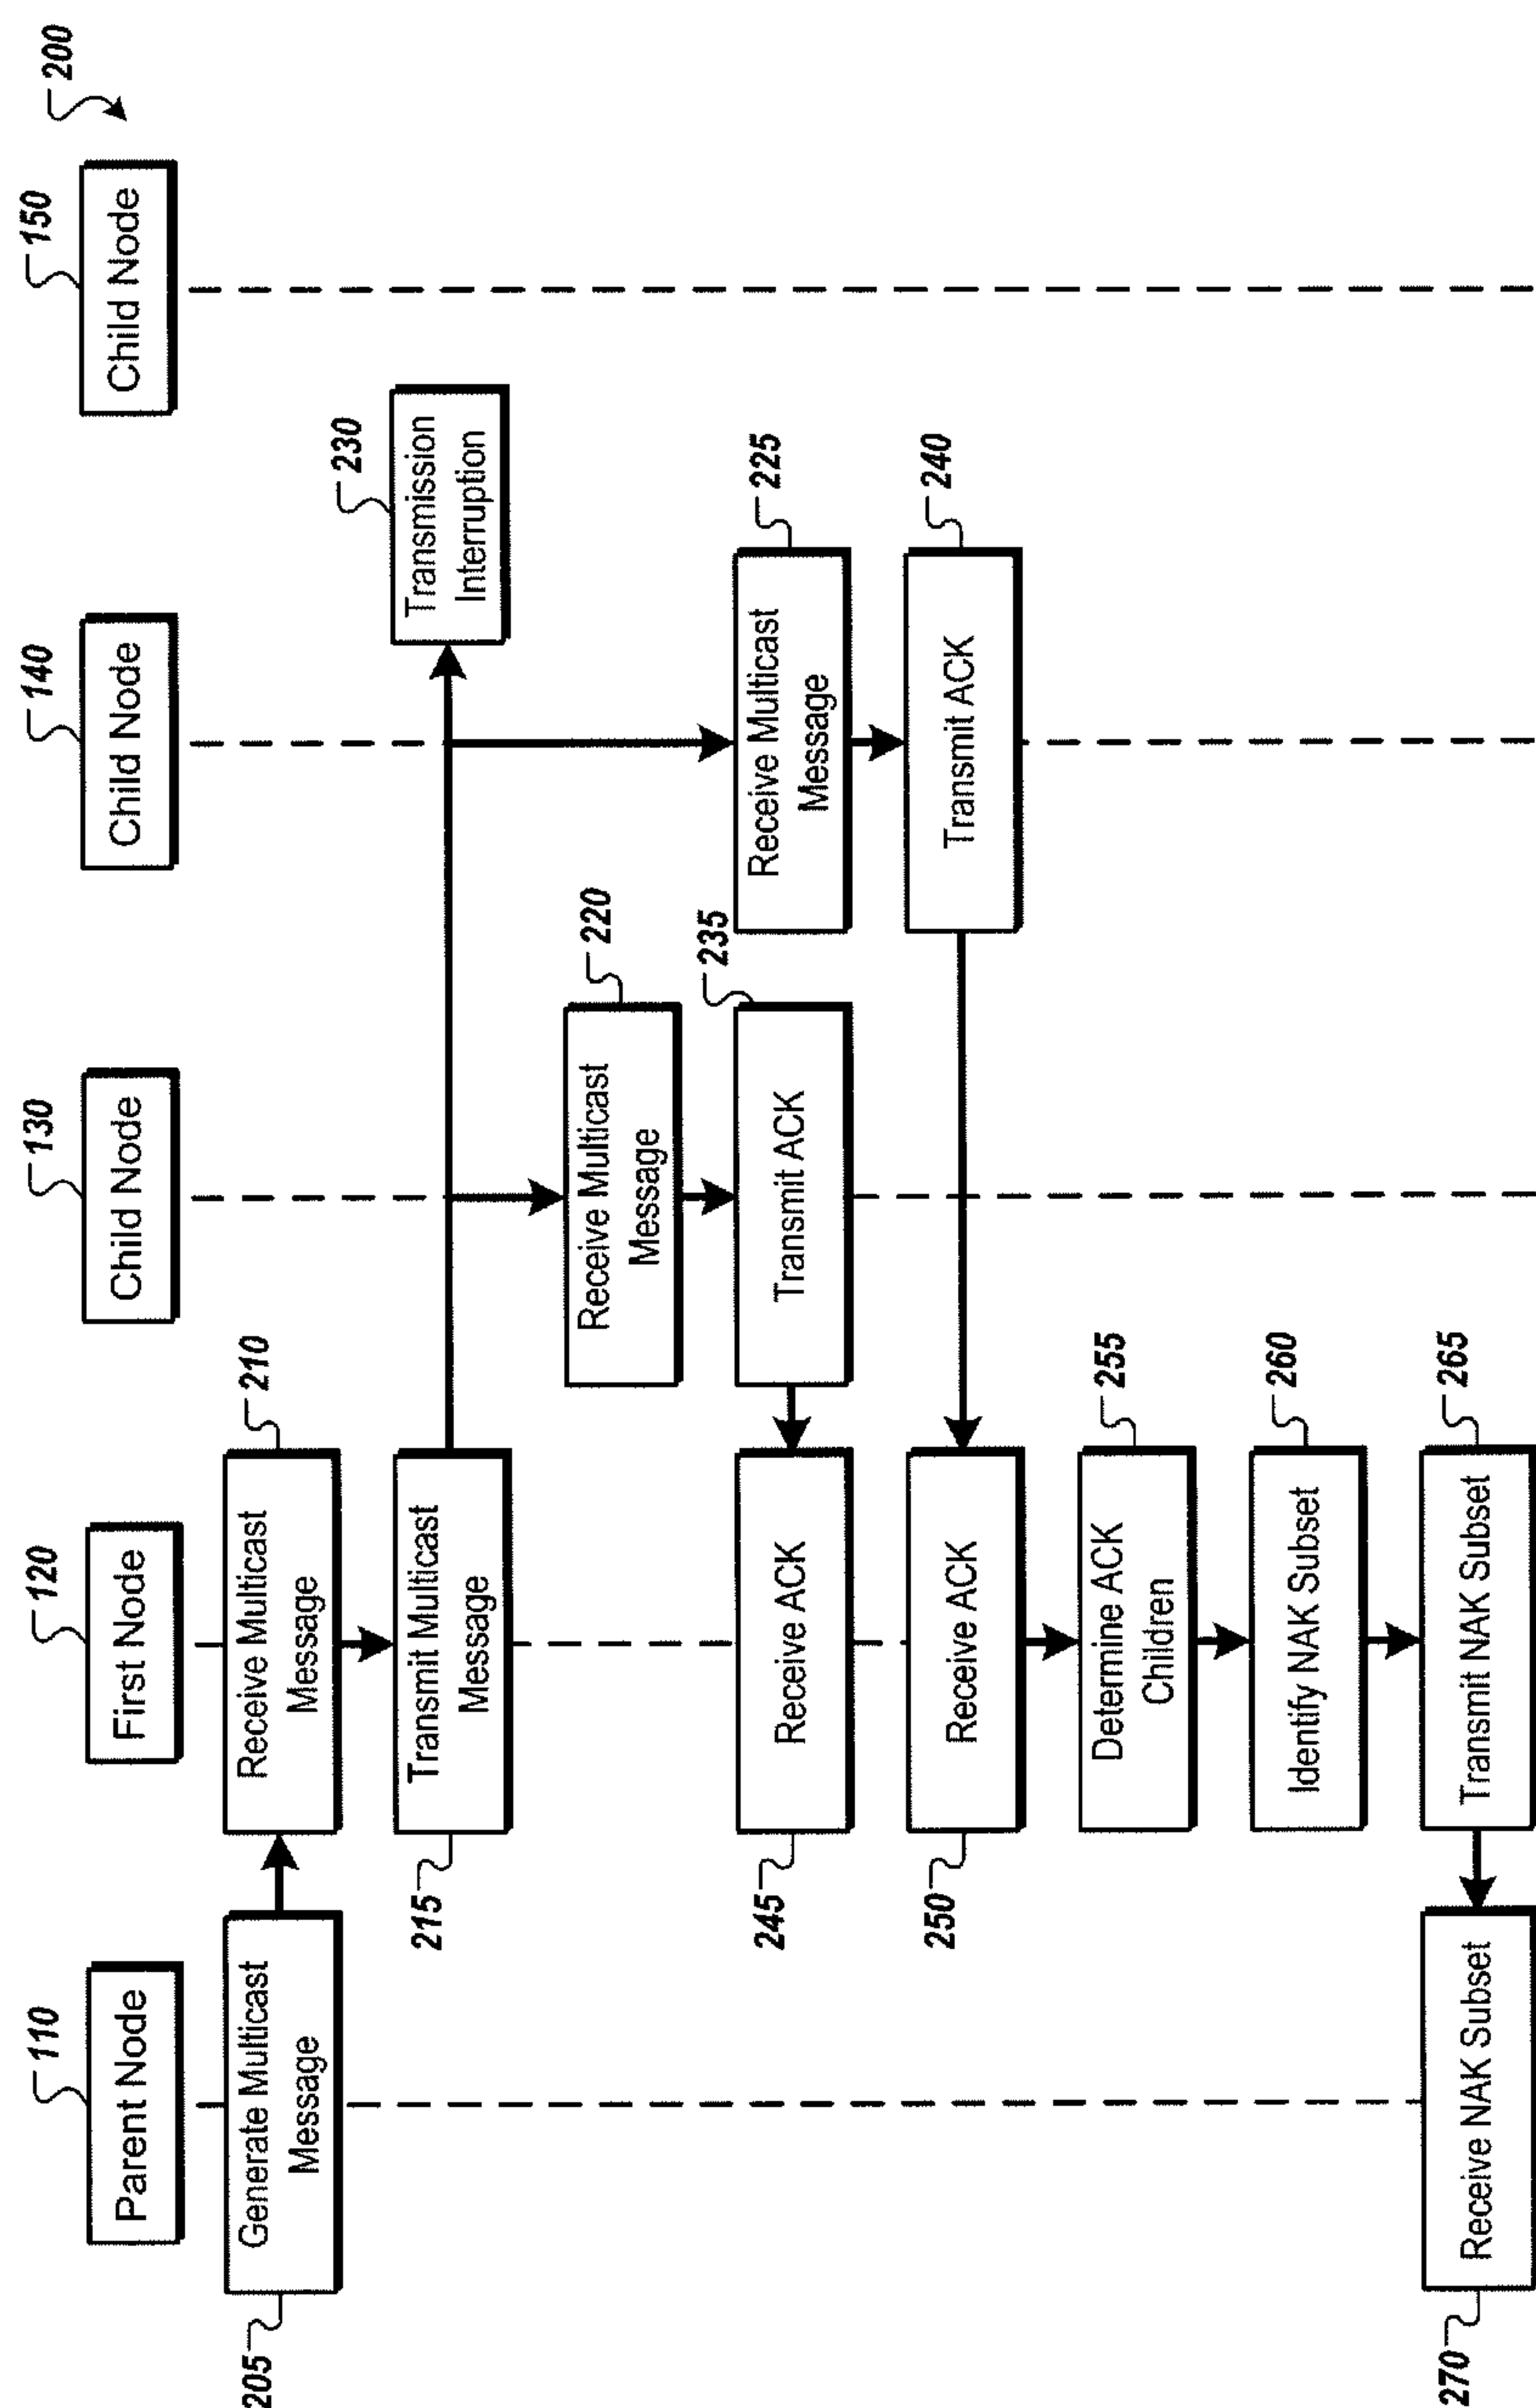 200
110
120
130
140
150
Parent Node
First Node
Child Node
Child Node
Child Node
205
Generate Multicast
Message
210
Receive Multicast
Message
215
Transmit Multicast
Message
230
Transmission
Interruption
220
Receive Multicast
Message
225
Receive Multicast
Message
235
Transmit ACK
245
Receive ACK
240
Transmit ACK
250
Receive ACK
255
Determine ACK
Children
260
Identify NAK Subset
265
Transmit NAK Subset
270
Receive NAK Subset